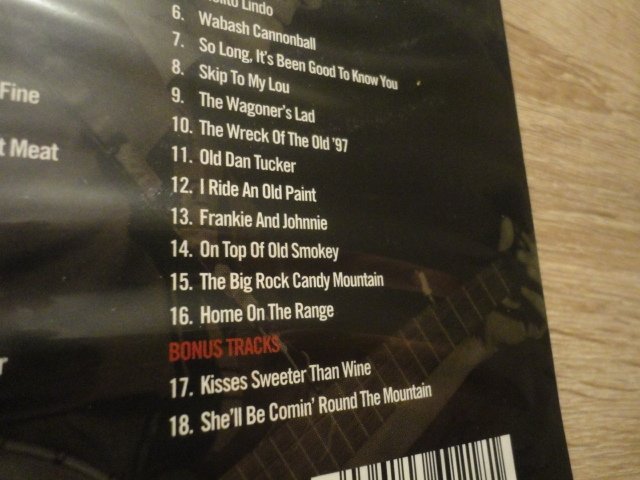 Lindo
6. Wabash Cannonball
7. So Long, It's Been Good To Know You
8. Skip To My Lou
9. The Wagoner's Lad
10. The Wreck Of The Old '97
11. Old Dan Tucker
12. I Ride An Old Paint
13. Frankie And Johnnie
14. On Top Of Old Smokey
15. The Big Rock Candy Mountain
16. Home On The Range
BONUS TRACKS
17. Kisses Sweeter Than Wine
18. She'll Be Comin' Round The Mountain
Fine
t Meat
r